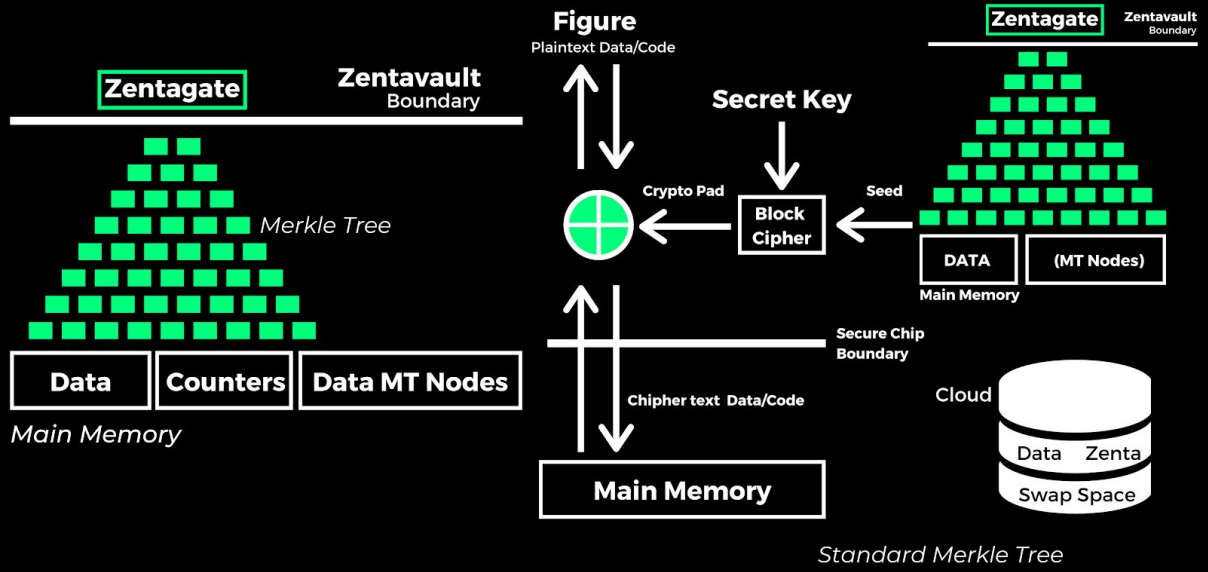 Zentagate
Zentavault
Boundary
Merkle Tree
Data
Counters
Data MT Nodes
Main Memory
Figure
Plaintext Data/Code
Secret Key
Crypto Pad
Block
Cipher
Seed
Secure Chip
Boundary
Chipher text Data/Code
Main Memory
Zentagate
Zentavault
Boundary
DATA
(MT Nodes)
Main Memory
Cloud
Data Zenta
Swap Space
Standard Merkle Tree